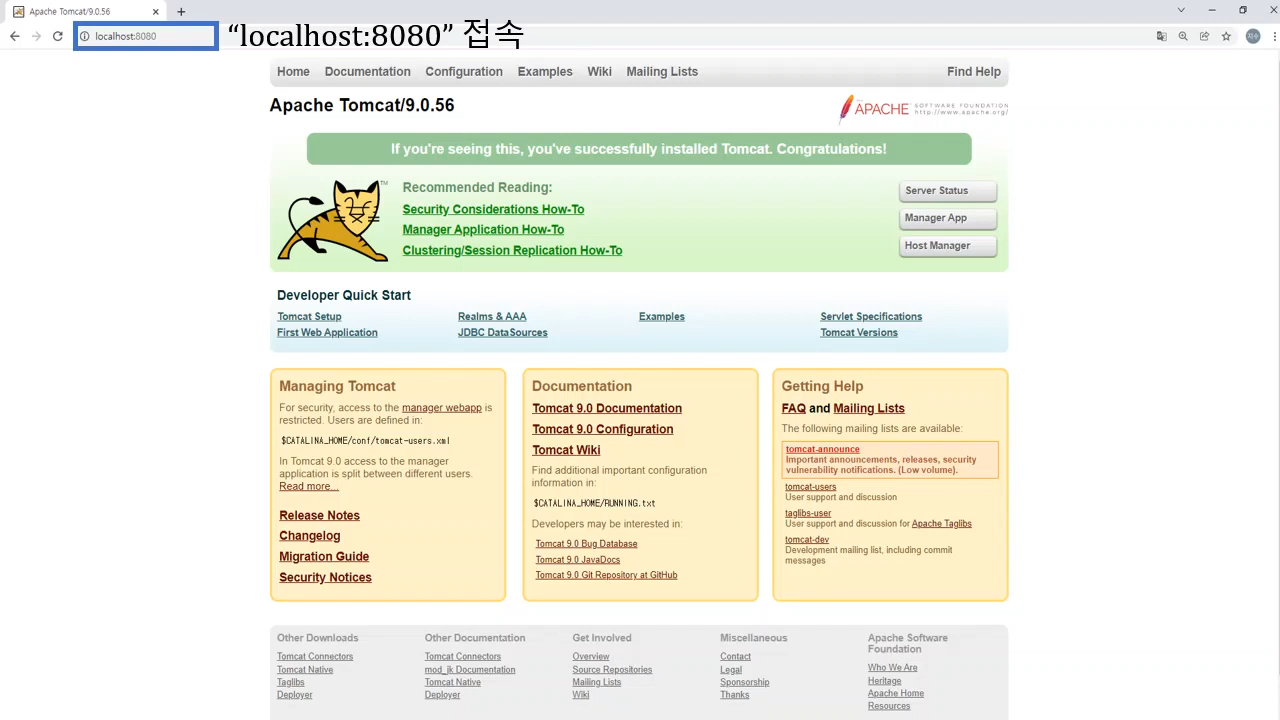 Apache Tomcat/9.0.56
localhost:8080
“localhost:8080” 접속
Home Documentation Configuration Examples Wiki Mailing Lists Find Help
Apache Tomcat/9.0.56
APACHE SOFTWARE FOUNDATION
http://www.apache.org/
If you're seeing this, you've successfully installed Tomcat. Congratulations!
TM
Recommended Reading:
Security Considerations How-To
Manager Application How-To
Clustering/Session Replication How-To
Server Status
Manager App
Host Manager
Developer Quick Start
Tomcat Setup
First Web Application
Realms & AAA
JDBC DataSources
Examples
Servlet Specifications
Tomcat Versions
Managing Tomcat
For security, access to the manager webapp is
restricted. Users are defined in:
$CATALINA_HOME/conf/tomcat-users.xml
In Tomcat 9.0 access to the manager
application is split between different users.
Read more...
Release Notes
Changelog
Migration Guide
Security Notices
Documentation
Tomcat 9.0 Documentation
Tomcat 9.0 Configuration
Tomcat Wiki
Find additional important configuration
information in:
$CATALINA_HOME/RUNNING.txt
Developers may be interested in:
Tomcat 9.0 Bug Database
Tomcat 9.0 JavaDocs
Tomcat 9.0 Git Repository at GitHub
Getting Help
FAQ and Mailing Lists
The following mailing lists are available:
tomcat-announce
Important announcements, releases, security
vulnerability notifications. (Low volume).
tomcat-users
User support and discussion
taglibs-user
User support and discussion for Apache Taglibs
tomcat-dev
Development mailing list, including commit
messages
Other Downloads
Tomcat Connectors
Tomcat Native
Taglibs
Deployer
Other Documentation
Tomcat Connectors
mod_jk Documentation
Tomcat Native
Deployer
Get Involved
Overview
Source Repositories
Mailing Lists
Wiki
Miscellaneous
Contact
Legal
Sponsorship
Thanks
Apache Software
Foundation
Who We Are
Heritage
Apache Home
Resources